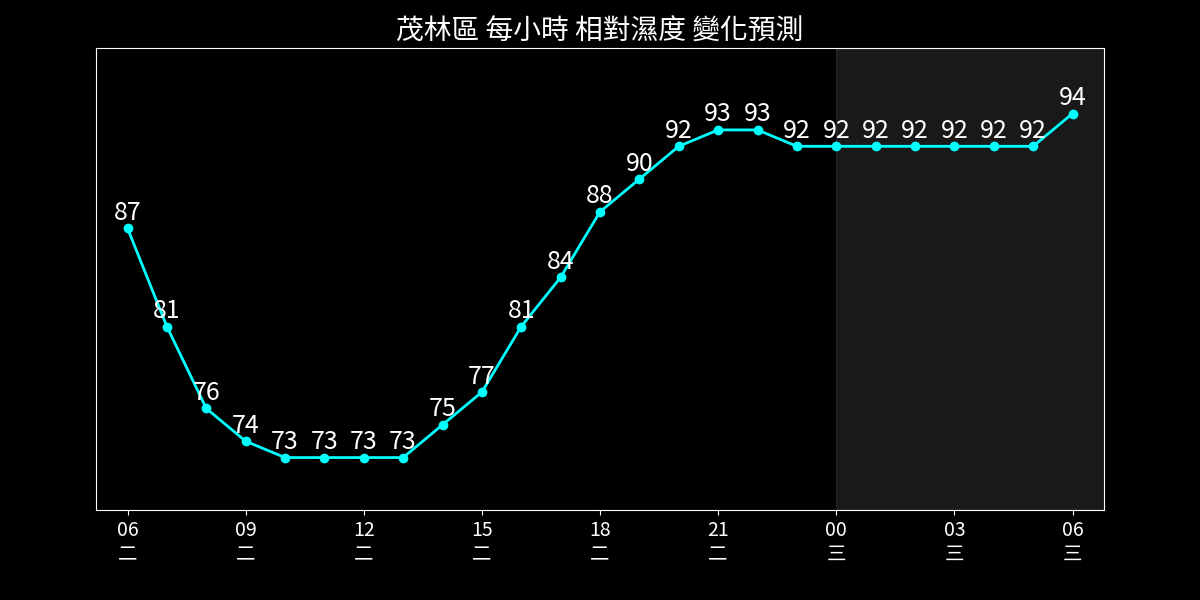 茂林區 每小時 相對濕度 變化預測
87 81 76 74 73 73 73 73 75 77 81 84 88 90 92 93 93 92 92 92 92 92 92 92 94
06 09 12 15 18 21 00 03 06
二 二 二 二 二 二 三 三 三